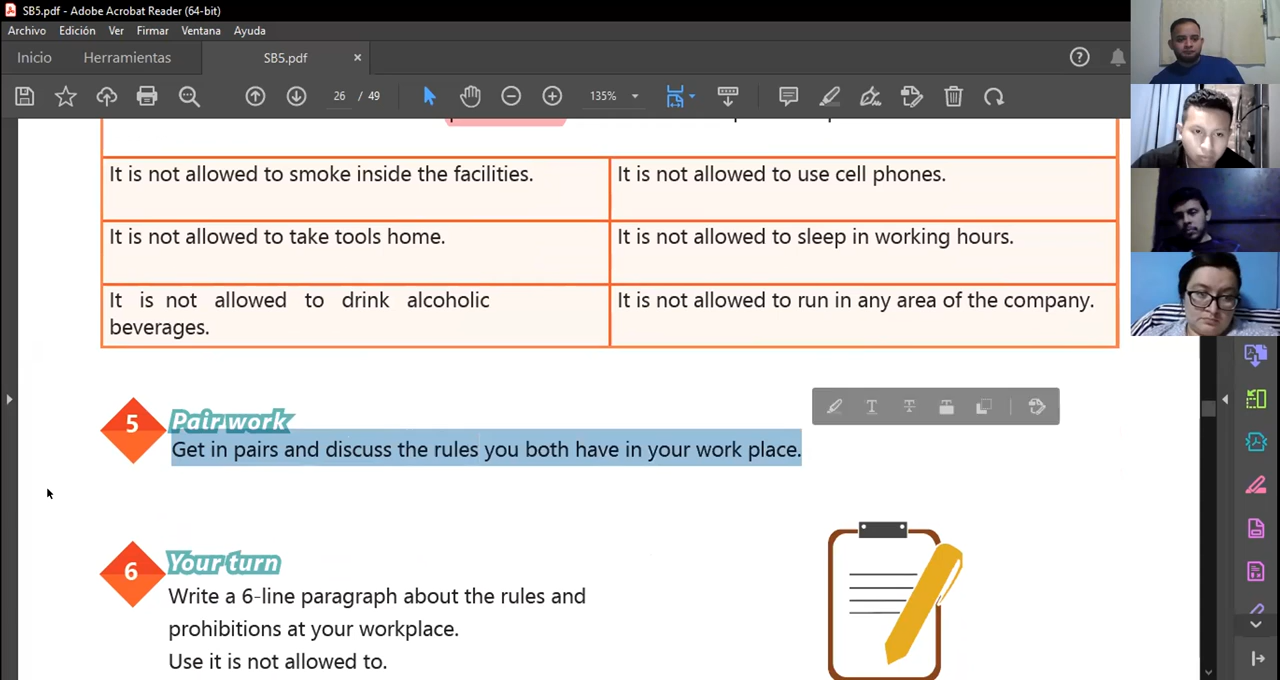 SB5.pdf - Adobe Acrobat Reader (64-bit)
Archivo Edición Ver Firmar Ventana Ayuda
Inicio Herramientas SB5.pdf ×
26 / 49 135%
It is not allowed to smoke inside the facilities. It is not allowed to use cell phones.
It is not allowed to take tools home. It is not allowed to sleep in working hours.
It is not allowed to drink alcoholic It is not allowed to run in any area of the company.
beverages.
5 Pair work
Get in pairs and discuss the rules you both have in your work place.
6 Your turn
Write a 6-line paragraph about the rules and
prohibitions at your workplace.
Use it is not allowed to.